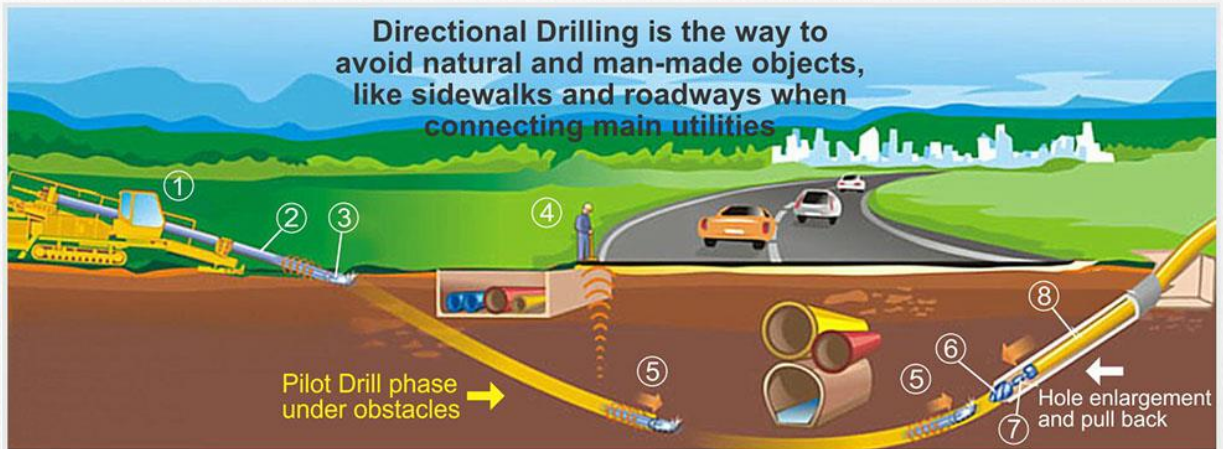 Directional Drilling is the way to
avoid natural and man-made objects,
like sidewalks and roadways when
connecting main utilities
①
②
③
④
⑧
⑥
⑤
⑤
Pilot Drill phase
under obstacles
⑦
Hole enlargement
and pull back